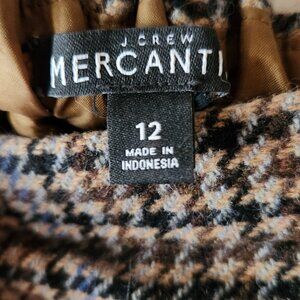 J.CREW
MERCANTI
12
MADE IN
INDONESIA